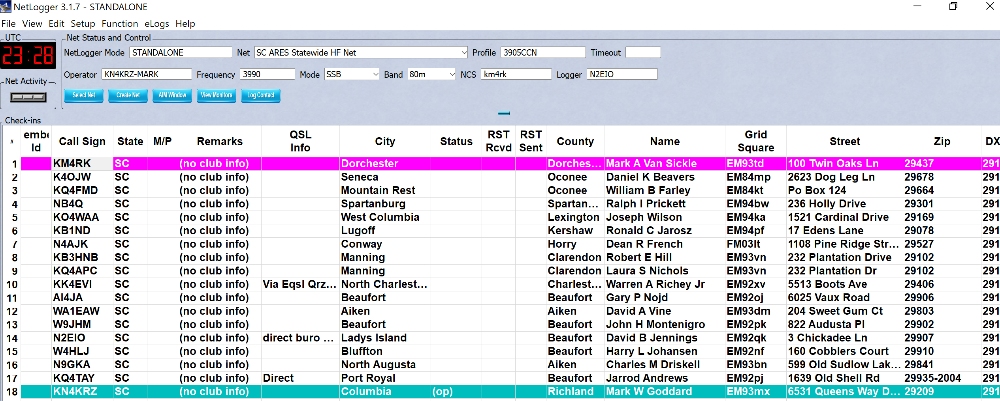 NetLogger 3.1.7 - STANDALONE
File View Edit Setup Function eLogs Help
UTC
23:28
Net Status and Control
NetLogger Mode STANDALONE Net SC ARES Statewide HF Net Profile 3905CCN Timeout
Operator KN4KRZ-MARK Frequency 3990 Mode SSB Band 80m NCS km4rk Logger N2EIO
Net Activity
Select Net Create Net AIM Window View Monitors Log Contact
Check-ins
# embe Id Call Sign State M/P Remarks QSL Info City Status RST Rcvd RST Sent County Name Grid Square Street Zip DX
1 KM4RK SC (no club info) Dorchester Dorches... Mark A Van Sickle EM93td 100 Twin Oaks Ln 29437 291
2 K4OJW SC (no club info) Seneca Oconee Daniel K Beavers EM84mp 2623 Dog Leg Ln 29678 291
3 KQ4FMD SC (no club info) Mountain Rest Oconee William B Farley EM84kt Po Box 124 29664 291
4 NB4Q SC (no club info) Spartanburg Spartan... Ralph I Prickett EM94bw 236 Holly Drive 29301 291
5 KO4WAA SC (no club info) West Columbia Lexington Joseph Wilson EM94ka 1521 Cardinal Drive 29169 291
6 KB1ND SC (no club info) Lugoff Kershaw Ronald C Jarosz EM94pf 17 Edens Lane 29078 291
7 N4AJK SC (no club info) Conway Horry Dean R French FM03lt 1108 Pine Ridge Str... 29527 291
8 KB3HNB SC (no club info) Manning Clarendon Robert E Hill EM93vn 232 Plantation Drive 29102 291
9 KQ4APC SC (no club info) Manning Clarendon Laura S Nichols EM93vn 232 Plantation Dr 29102 291
10 KK4EVI SC (no club info) Via Eqsl Qrz... North Charlest... Charlest... Warren A Richey Jr EM92xv 5513 Boots Ave 29406 291
11 AI4JA SC (no club info) Beaufort Beaufort Gary P Nojd EM92oj 6025 Vaux Road 29906 291
12 WA1EAW SC (no club info) Aiken Aiken David A Vine EM93dm 204 Sweet Gum Ct 29803 291
13 W9JHM SC (no club info) Beaufort Beaufort John H Montenigro EM92pk 822 Audusta Pl 29902 291
14 N2EIO SC (no club info) direct buro ... Ladys Island Beaufort David B Jennings EM92qk 3 Chickadee Ln 29907 291
15 W4HLJ SC (no club info) Bluffton Beaufort Harry L Johansen EM92nf 160 Cobblers Court 29910 291
16 N9GKA SC (no club info) North Augusta Aiken Charles M Driskell EM93bn 599 Old Sudlow Lak... 29841 291
17 KQ4TAY SC (no club info) Direct Port Royal Beaufort Jarrod Andrews EM92pj 1639 Old Shell Rd 29935-2004 291
18 KN4KRZ SC (no club info) Columbia (op) Richland Mark W Goddard EM93mx 6531 Queens Way D... 29209 291